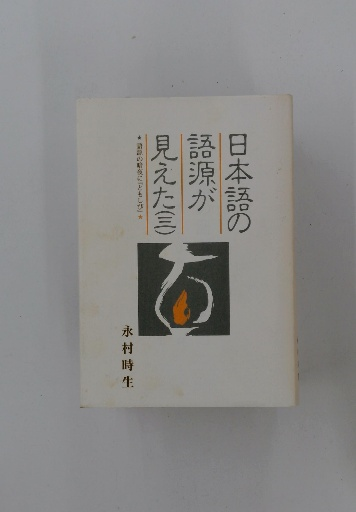 日本語の
語源が
見えた(三)
永村時生